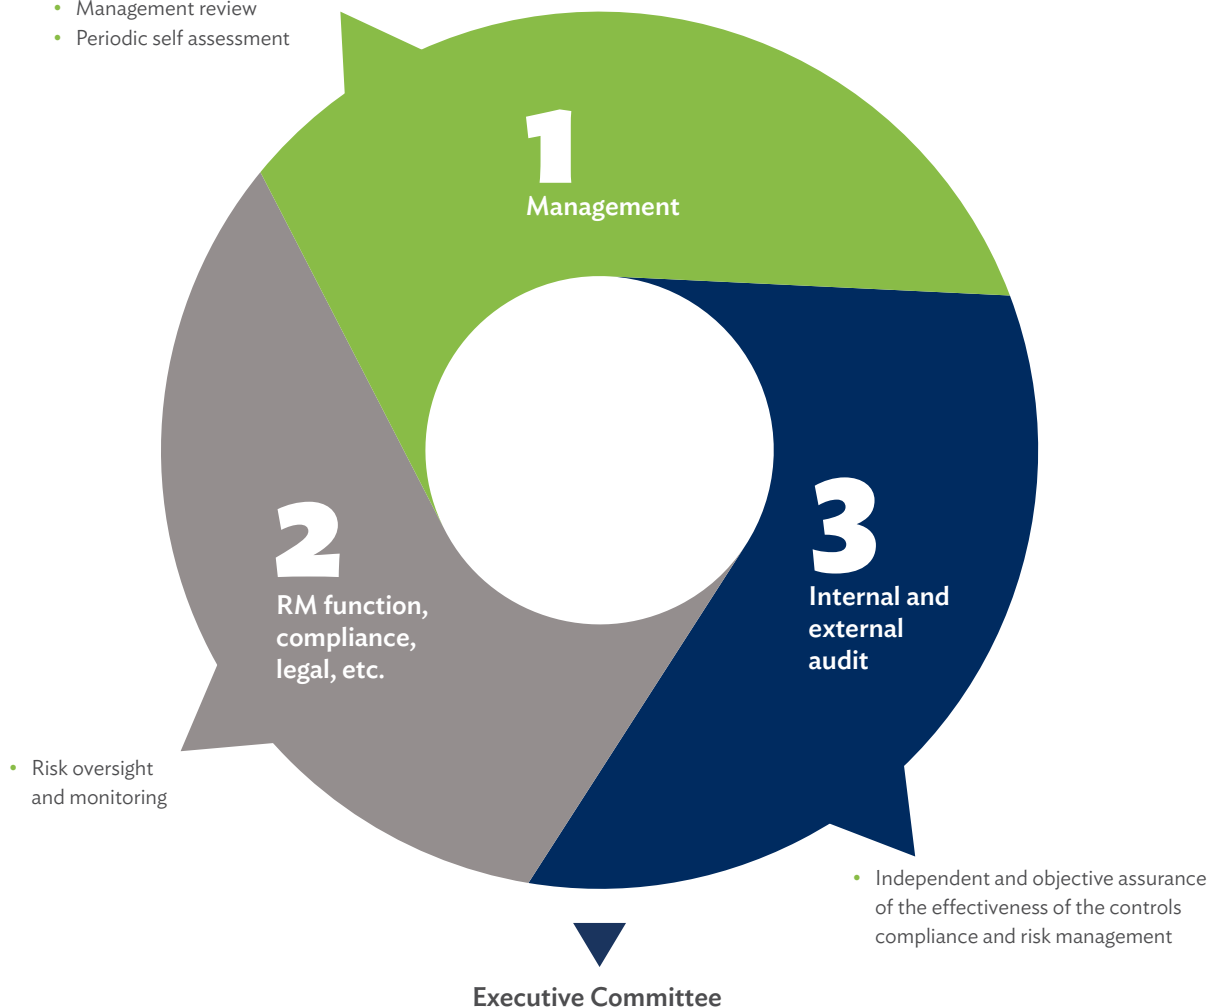 • Management review
• Periodic self assessment
1
Management
2
RM function,
compliance,
legal, etc.
3
Internal and
external
audit
• Risk oversight
and monitoring
• Independent and objective assurance
of the effectiveness of the controls
compliance and risk management
Executive Committee